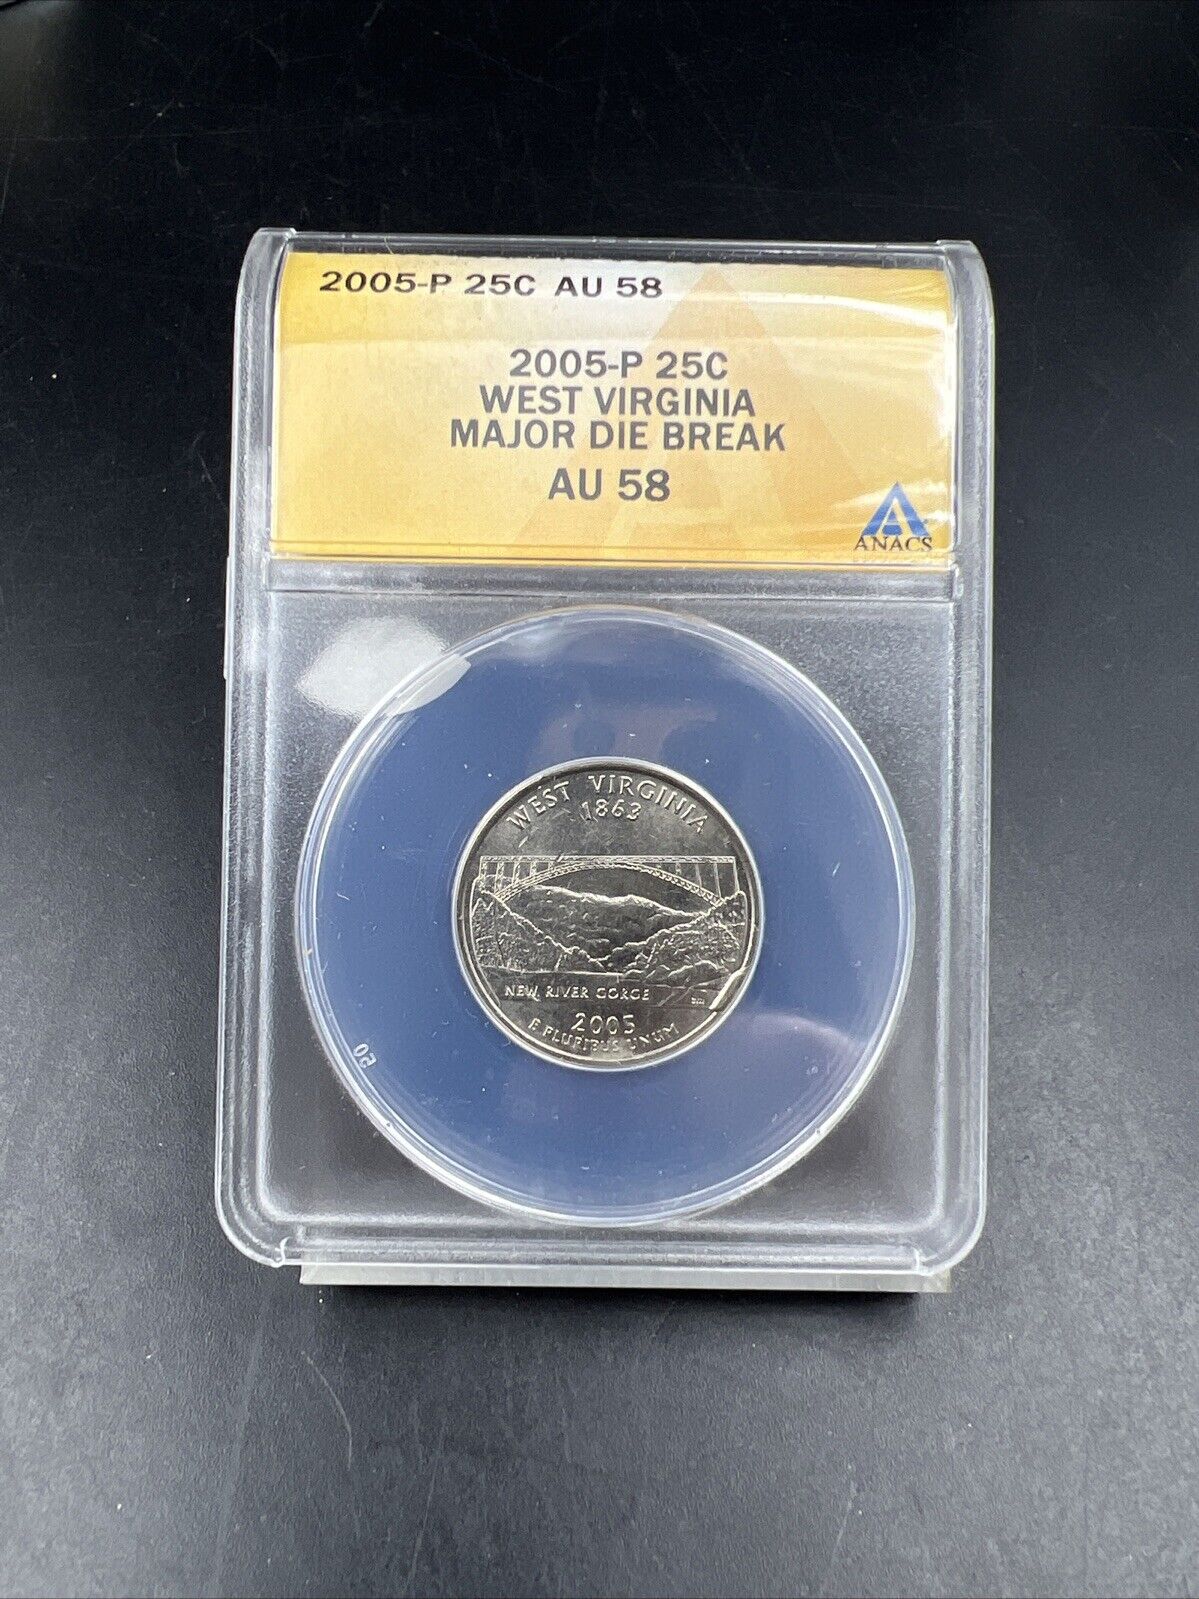 2005-P 25C AU 58
2005-P 25C
WEST VIRGINIA
MAJOR DIE BREAK
AU 58
ANACS
WEST VIRGINIA
1863
NEW RIVER GORGE
2005
E PLURIBUS UNUM
50